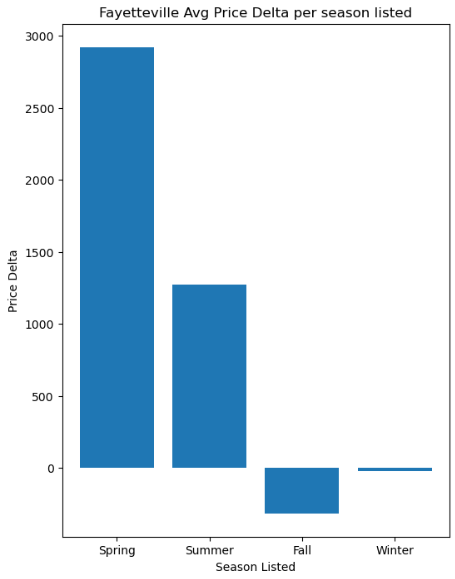 Fayetteville Avg Price Delta per season listed
3000
2500
2000
1500
1000
500
0
Price Delta
Spring Summer Fall Winter
Season Listed